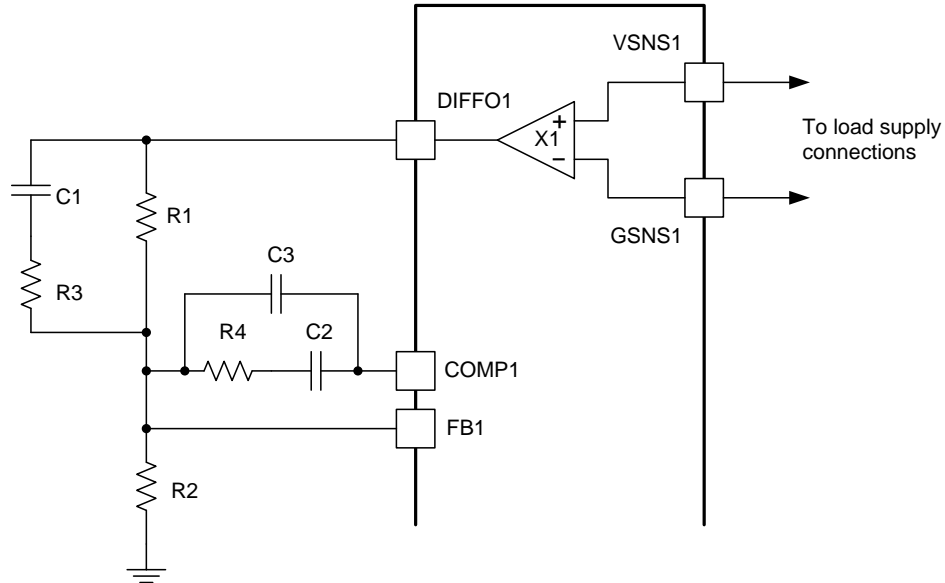 VSNS1
DIFFO1
+
X1
−
To load supply
connections
C1
R1
GSNS1
C3
R3
R4
C2
COMP1
FB1
R2